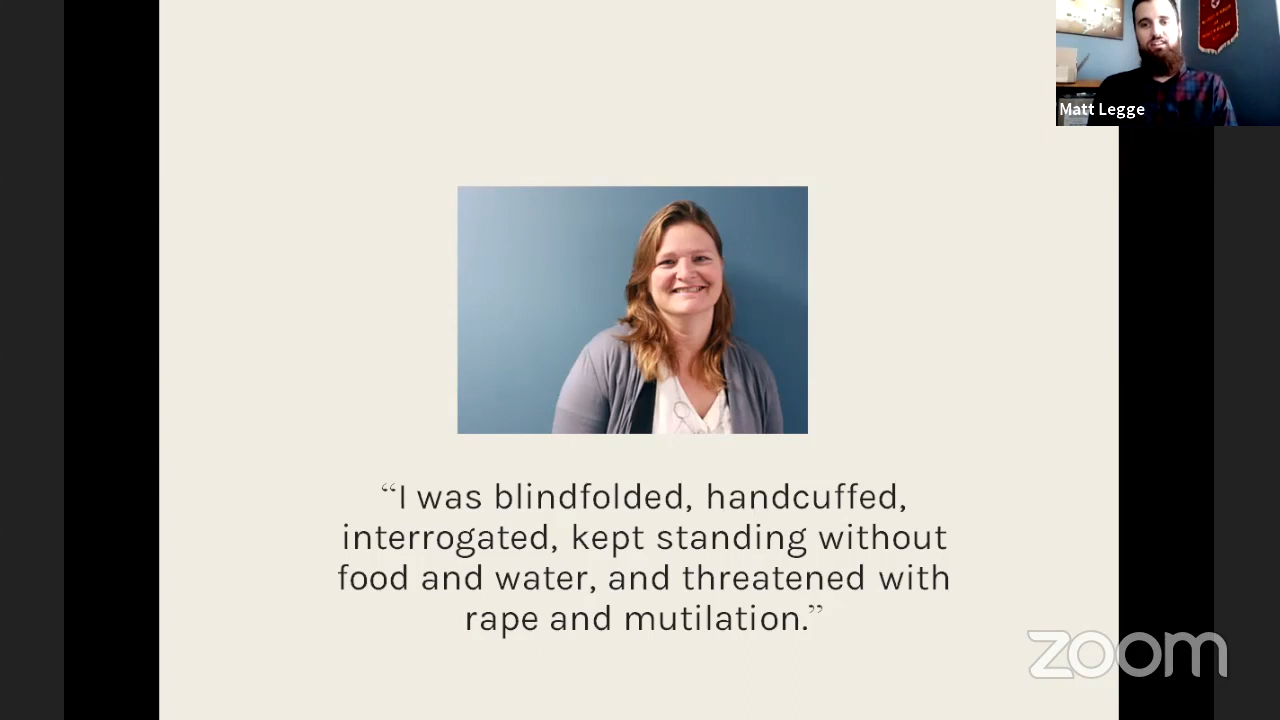 Matt Legge
“I was blindfolded, handcuffed,
interrogated, kept standing without
food and water, and threatened with
rape and mutilation.”
zoom